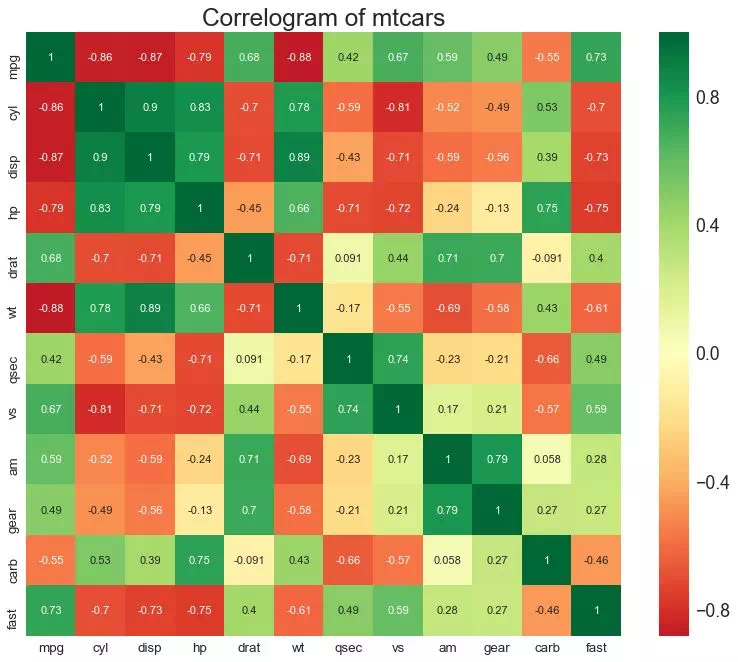 Correlogram of mtcars
mpg 1 -0.86 -0.87 -0.79 0.68 -0.88 0.42 0.67 0.59 0.49 -0.55 0.73
cyl -0.86 1 0.9 0.83 -0.7 0.78 -0.59 -0.81 -0.52 -0.49 0.53 -0.7
0.8
disp -0.87 0.9 1 0.79 -0.71 0.89 -0.43 -0.71 -0.59 -0.56 0.39 -0.73
hp -0.79 0.83 0.79 1 -0.45 0.66 -0.71 -0.72 -0.24 -0.13 0.75 -0.75
0.4
drat 0.68 -0.7 -0.71 -0.45 1 -0.71 0.091 0.44 0.71 0.7 -0.091 0.4
wt -0.88 0.78 0.89 0.66 -0.71 1 -0.17 -0.55 -0.69 -0.58 0.43 -0.61
0.0
qsec 0.42 -0.59 -0.43 -0.71 0.091 -0.17 1 0.74 -0.23 -0.21 -0.66 0.49
vs 0.67 -0.81 -0.71 -0.72 0.44 -0.55 0.74 1 0.17 0.21 -0.57 0.59
am 0.59 -0.52 -0.59 -0.24 0.71 -0.69 -0.23 0.17 1 0.79 0.058 0.28
−0.4
gear 0.49 -0.49 -0.56 -0.13 0.7 -0.58 -0.21 0.21 0.79 1 0.27 0.27
carb -0.55 0.53 0.39 0.75 -0.091 0.43 -0.66 -0.57 0.058 0.27 1 -0.46
fast 0.73 -0.7 -0.73 -0.75 0.4 -0.61 0.49 0.59 0.28 0.27 -0.46 1
−0.8
mpg cyl disp hp drat wt qsec vs am gear carb fast